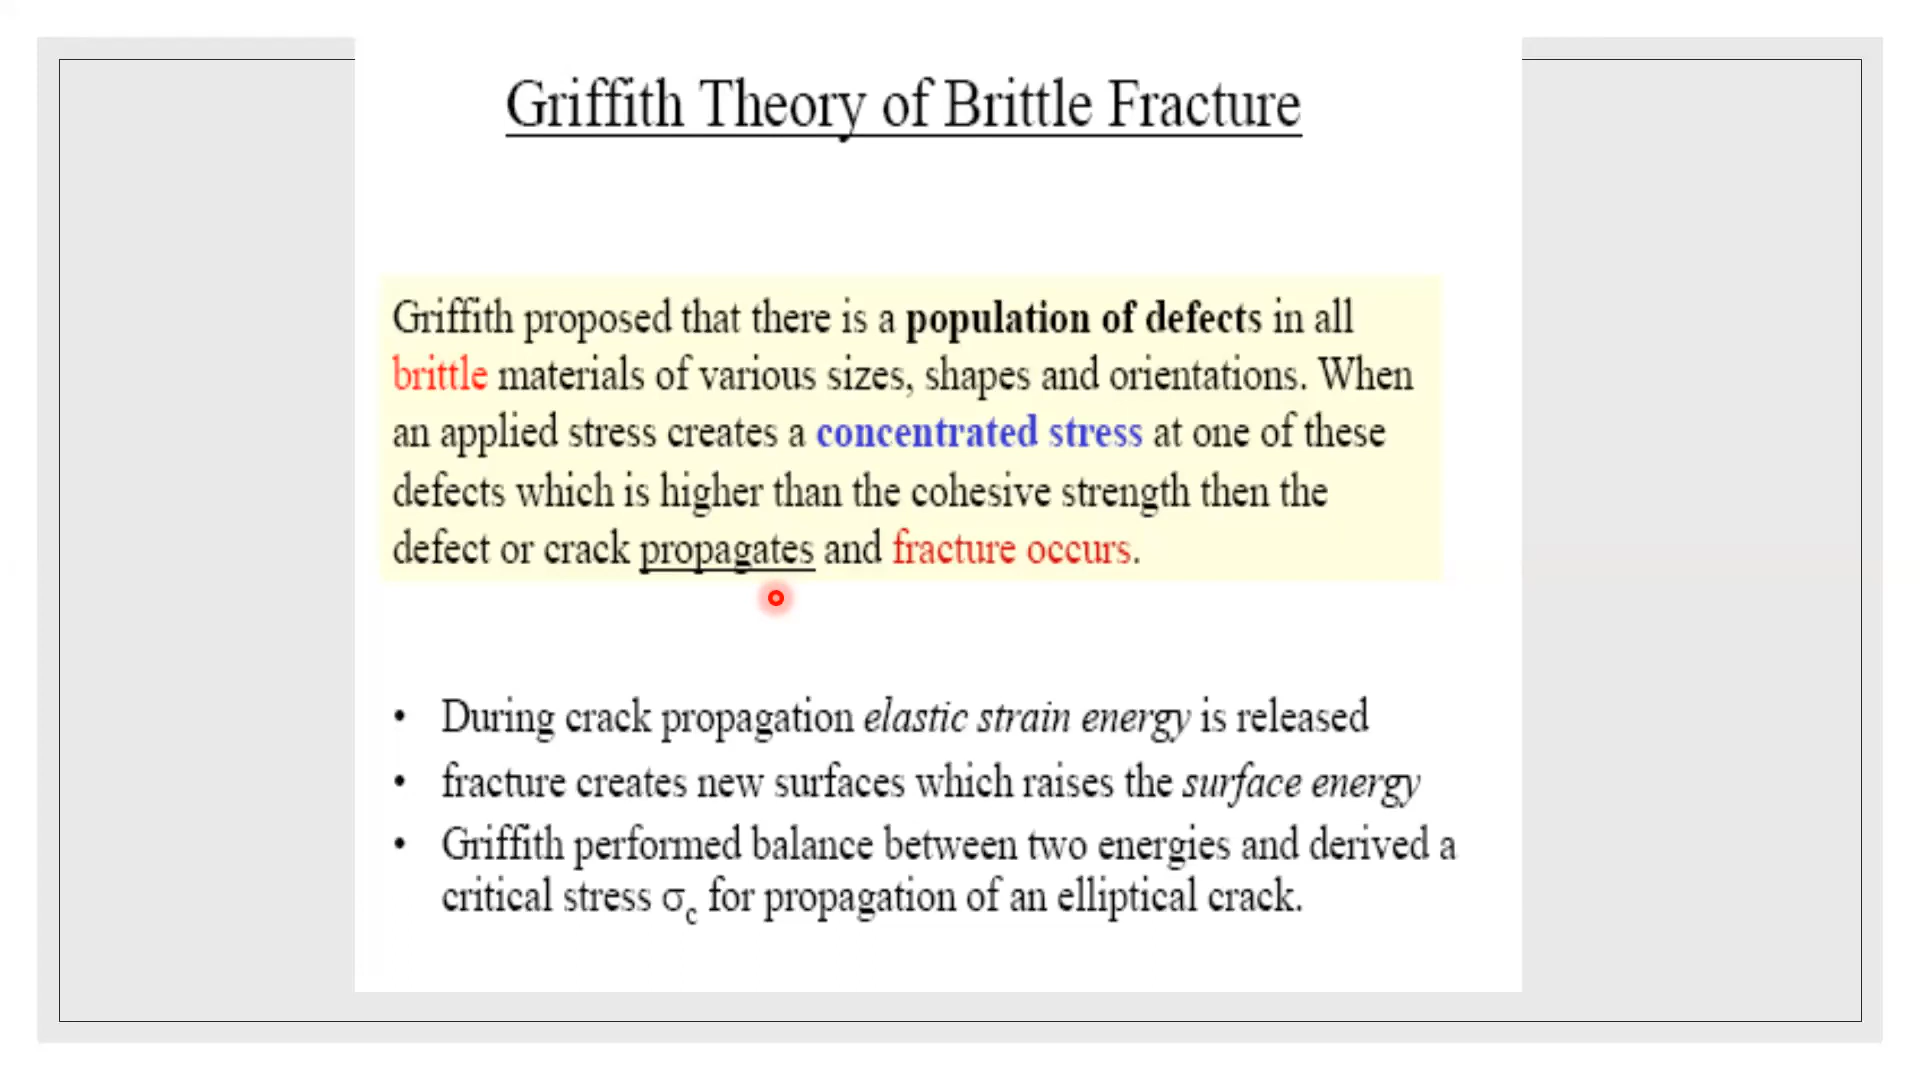 Griffith Theory of Brittle Fracture
Griffith proposed that there is a population of defects in all
brittle materials of various sizes, shapes and orientations. When
an applied stress creates a concentrated stress at one of these
defects which is higher than the cohesive strength then the
defect or crack propagates and fracture occurs.
• During crack propagation elastic strain energy is released
• fracture creates new surfaces which raises the surface energy
• Griffith performed balance between two energies and derived a
critical stress σc for propagation of an elliptical crack.